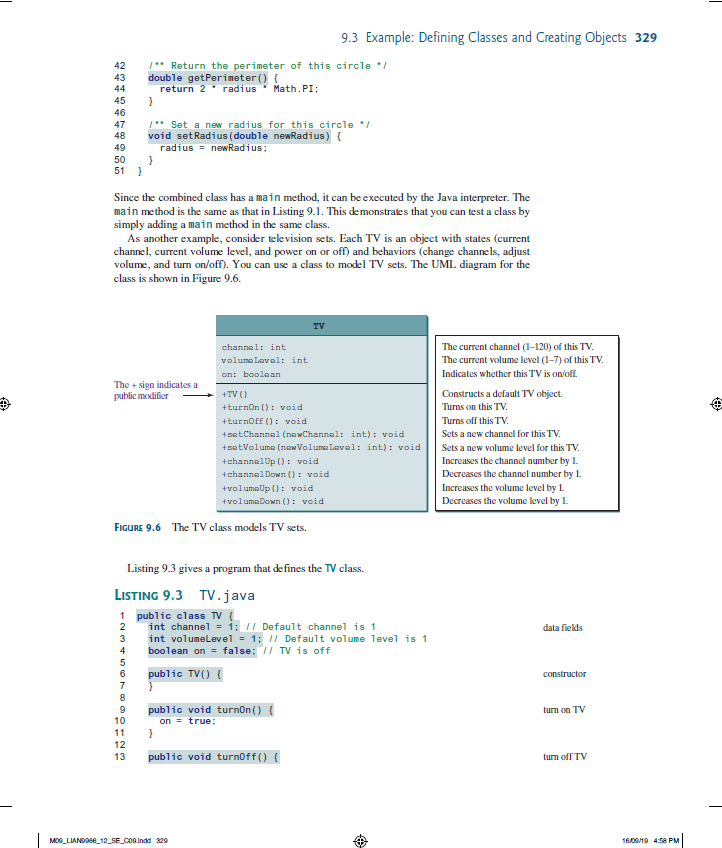 9.3 Example: Defining Classes and Creating Objects 329
42 /** Return the perimeter of this circle */
43 double getPerimeter() {
44 return 2 * radius * Math.PI;
45 }
46
47 /** Set a new radius for this circle */
48 void setRadius(double newRadius) {
49 radius = newRadius;
50 }
51 }
Since the combined class has a main method, it can be executed by the Java interpreter. The
main method is the same as that in Listing 9.1. This demonstrates that you can test a class by
simply adding a main method in the same class.
As another example, consider television sets. Each TV is an object with states (current
channel, current volume level, and power on or off) and behaviors (change channels, adjust
volume, and turn on/off). You can use a class to model TV sets. The UML diagram for the
class is shown in Figure 9.6.
TV
channel: int
The current channel (1–120) of this TV.
volumeLevel: int
The current volume level (1–7) of this TV.
on: boolean
Indicates whether this TV is on/off.
The + sign indicates a
public modifier
+TV()
Constructs a default TV object.
+turnOn(): void
Turns on this TV.
+turnOff(): void
Turns off this TV.
+setChannel(newChannel: int): void
Sets a new channel for this TV.
+setVolume(newVolumeLevel: int): void
Sets a new volume level for this TV.
+channelUp(): void
Increases the channel number by 1.
+channelDown(): void
Decreases the channel number by 1.
+volumeUp(): void
Increases the volume level by 1.
+volumeDown(): void
Decreases the volume level by 1.
FIGURE 9.6 The TV class models TV sets.
Listing 9.3 gives a program that defines the TV class.
LISTING 9.3 TV.java
1 public class TV {
2 int channel = 1; // Default channel is 1
data fields
3 int volumeLevel = 1; // Default volume level is 1
4 boolean on = false; // TV is off
5
6 public TV() {
constructor
7 }
8
9 public void turnOn() {
turn on TV
10 on = true;
11 }
12
13 public void turnOff() {
turn off TV
M09_LIAN9966_12_SE_C09.indd 329
16/09/19 4:58 PM